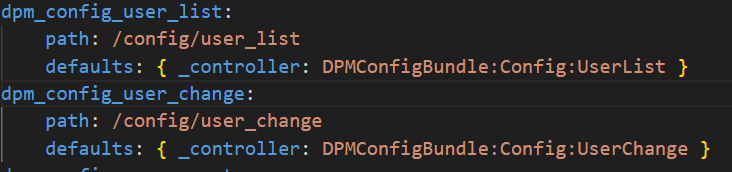 dpm_config_user_list:
path: /config/user_list
defaults: { _controller: DPMConfigBundle:Config:UserList }
dpm_config_user_change:
path: /config/user_change
defaults: { _controller: DPMConfigBundle:Config:UserChange }